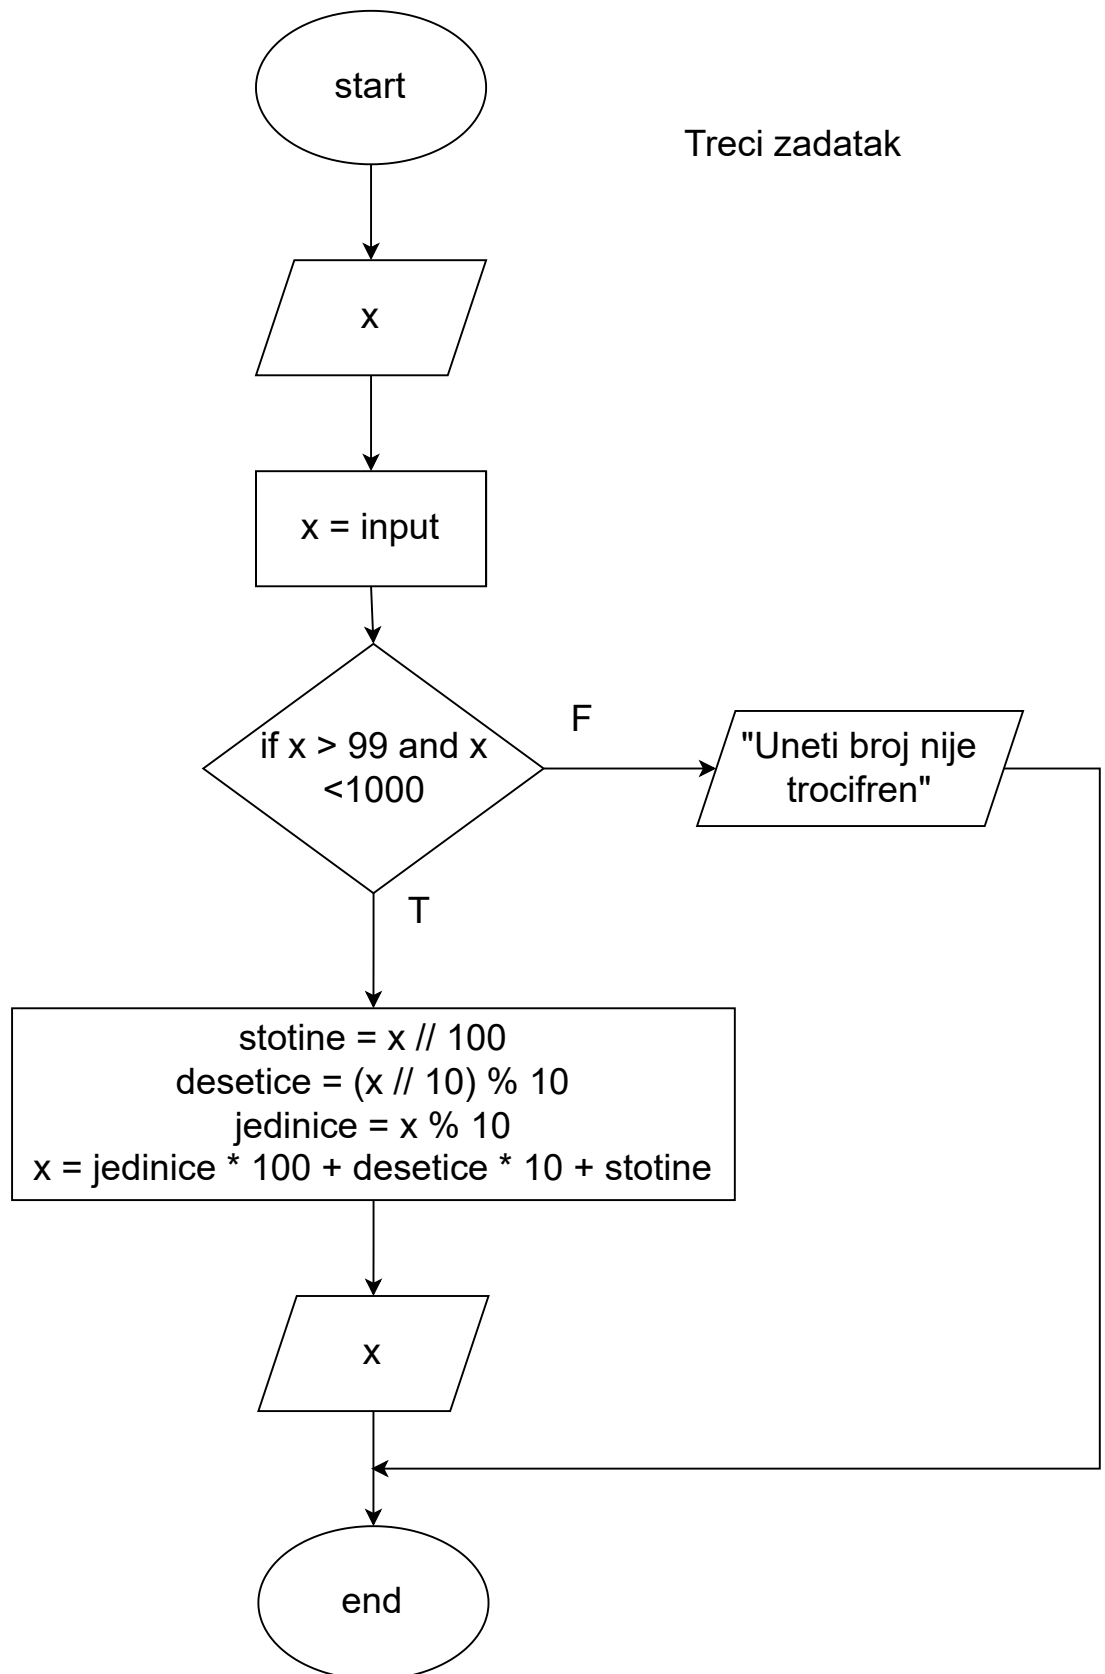 start
Treci zadatak
x
x = input
if x > 99 and x
<1000
F
"Uneti broj nije
trocifren"
T
stotine = x // 100
desetice = (x // 10) % 10
jedinice = x % 10
x = jedinice * 100 + desetice * 10 + stotine
x
end